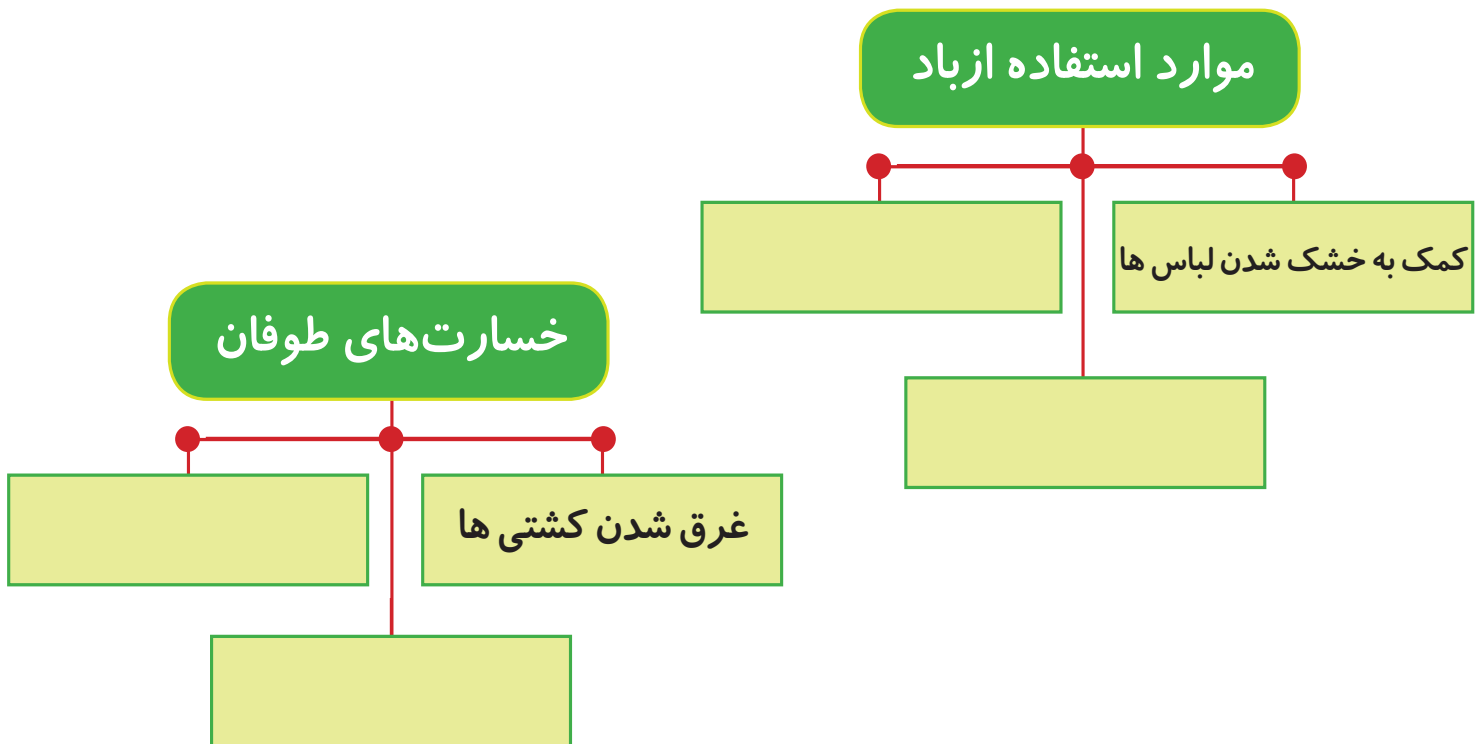 موارد استفاده ازباد
کمک به خشک شدن لباس ها
خسارت‌های طوفان
غرق شدن کشتی ها